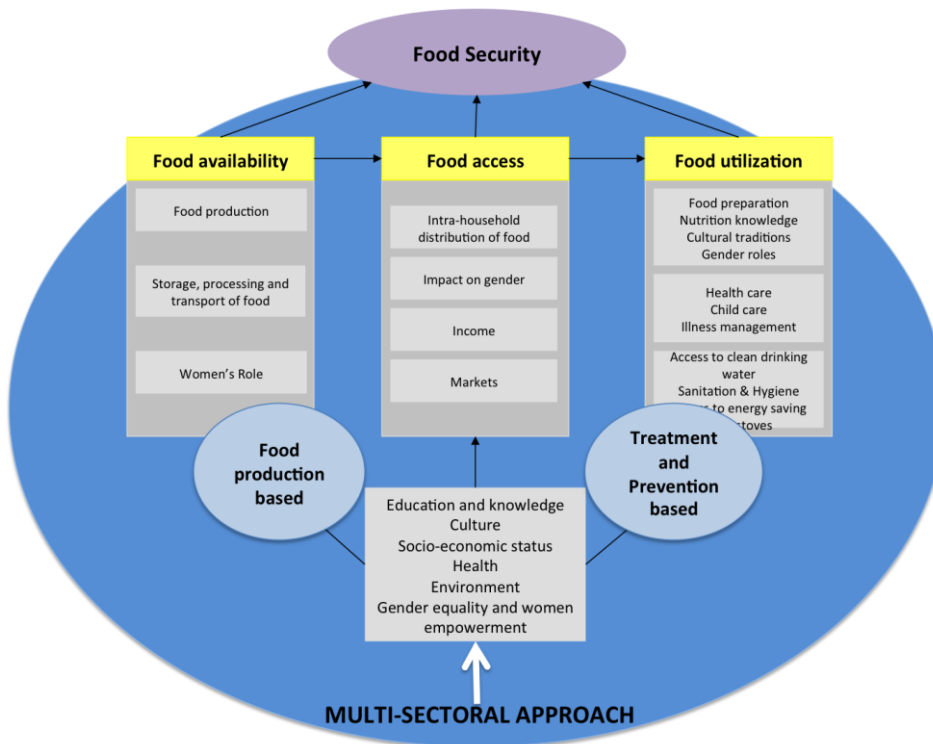 Food Security
Food availability
Food production
Storage, processing and
transport of food
Women's Role
Food access
Intra-household
distribution of food
Impact on gender
Income
Markets
Food utilization
Food preparation
Nutrition knowledge
Cultural traditions
Gender roles
Health care
Child care
Illness management
Access to clean drinking
water
Sanitation & Hygiene
to energy saving
Food
production
based
Treatment
and
Prevention
based
Education and knowledge
Culture
Socio-economic status
Health
Environment
Gender equality and women
empowerment
MULTI-SECTORAL APPROACH